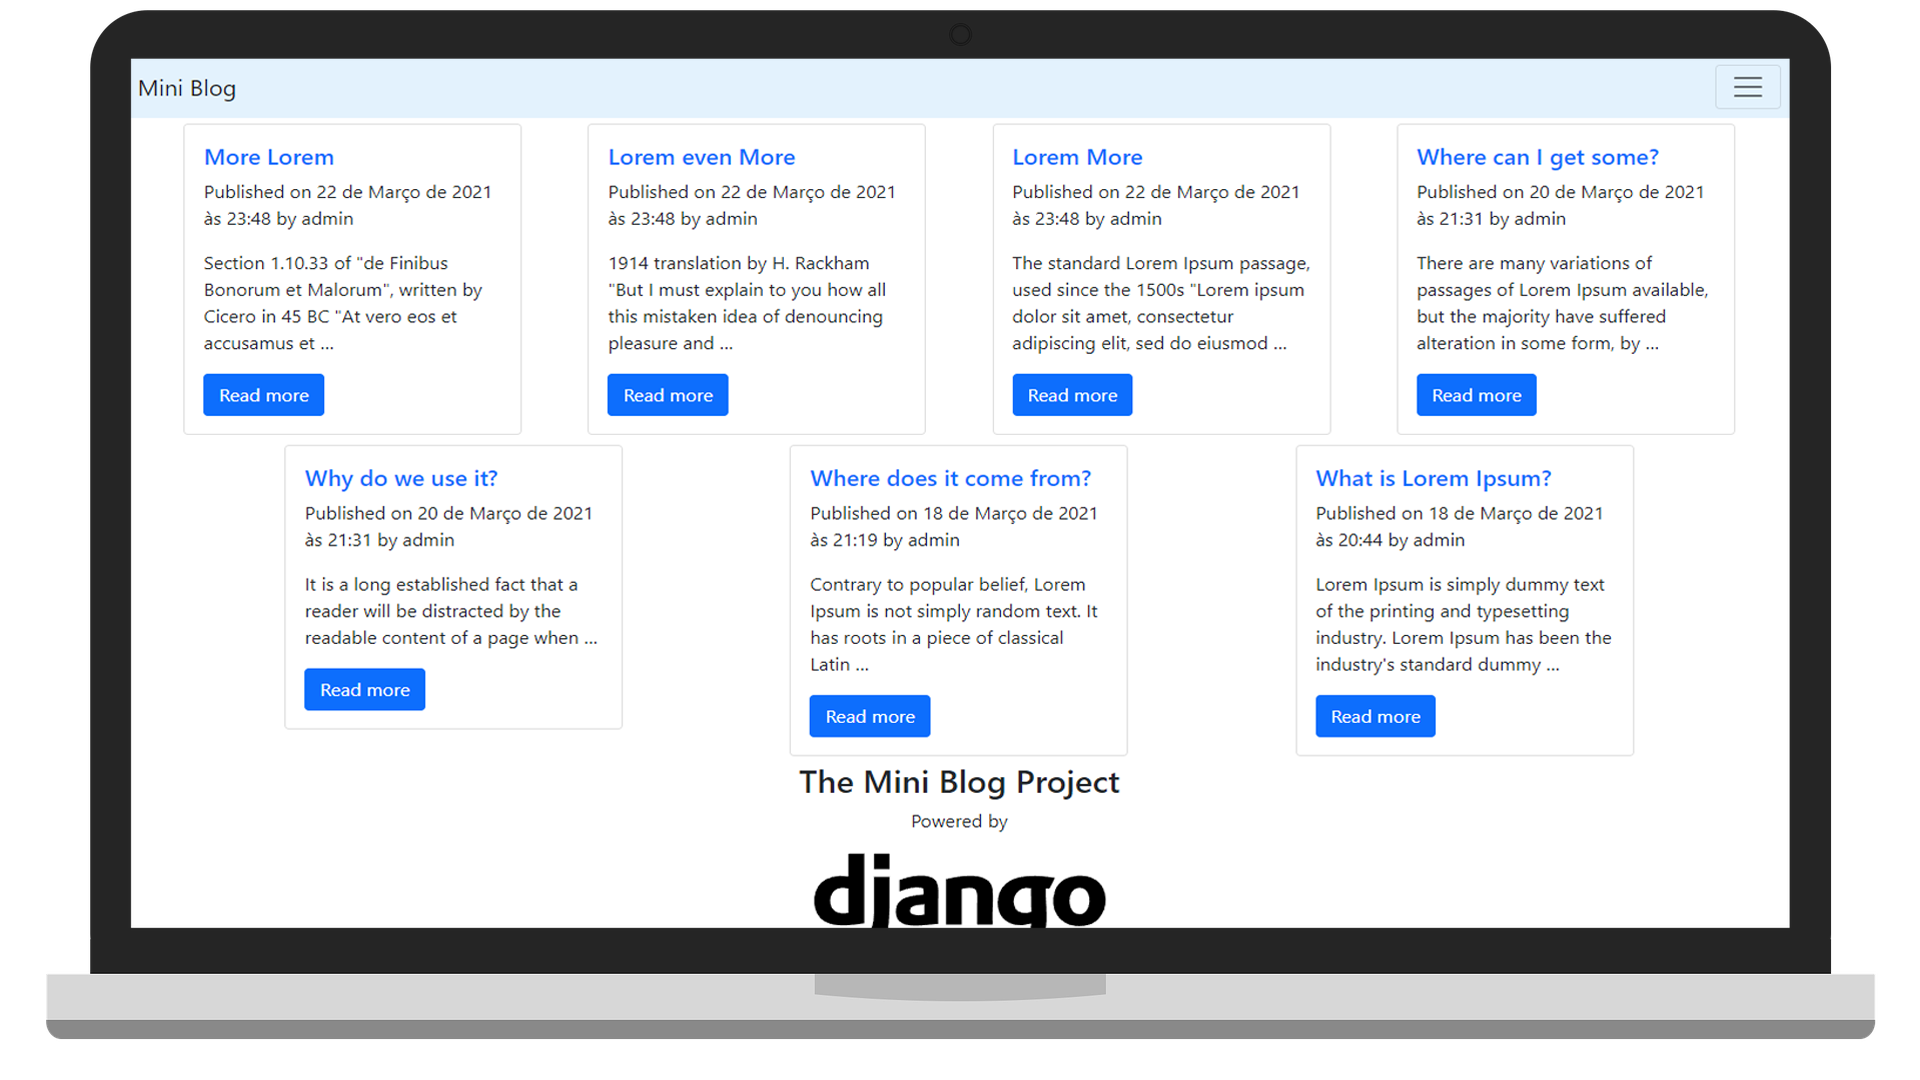 Mini Blog
More Lorem
Published on 22 de Março de 2021
às 23:48 by admin
Section 1.10.33 of "de Finibus
Bonorum et Malorum", written by
Cicero in 45 BC "At vero eos et
accusamus et ...
Read more
Lorem even More
Published on 22 de Março de 2021
às 23:48 by admin
1914 translation by H. Rackham
"But I must explain to you how all
this mistaken idea of denouncing
pleasure and ...
Read more
Lorem More
Published on 22 de Março de 2021
às 23:48 by admin
The standard Lorem Ipsum passage,
used since the 1500s "Lorem ipsum
dolor sit amet, consectetur
adipiscing elit, sed do eiusmod ...
Read more
Where can I get some?
Published on 20 de Março de 2021
às 21:31 by admin
There are many variations of
passages of Lorem Ipsum available,
but the majority have suffered
alteration in some form, by ...
Read more
Why do we use it?
Published on 20 de Março de 2021
às 21:31 by admin
It is a long established fact that a
reader will be distracted by the
readable content of a page when ...
Read more
Where does it come from?
Published on 18 de Março de 2021
às 21:19 by admin
Contrary to popular belief, Lorem
Ipsum is not simply random text. It
has roots in a piece of classical
Latin ...
Read more
What is Lorem Ipsum?
Published on 18 de Março de 2021
às 20:44 by admin
Lorem Ipsum is simply dummy text
of the printing and typesetting
industry. Lorem Ipsum has been the
industry's standard dummy ...
Read more
The Mini Blog Project
Powered by
django